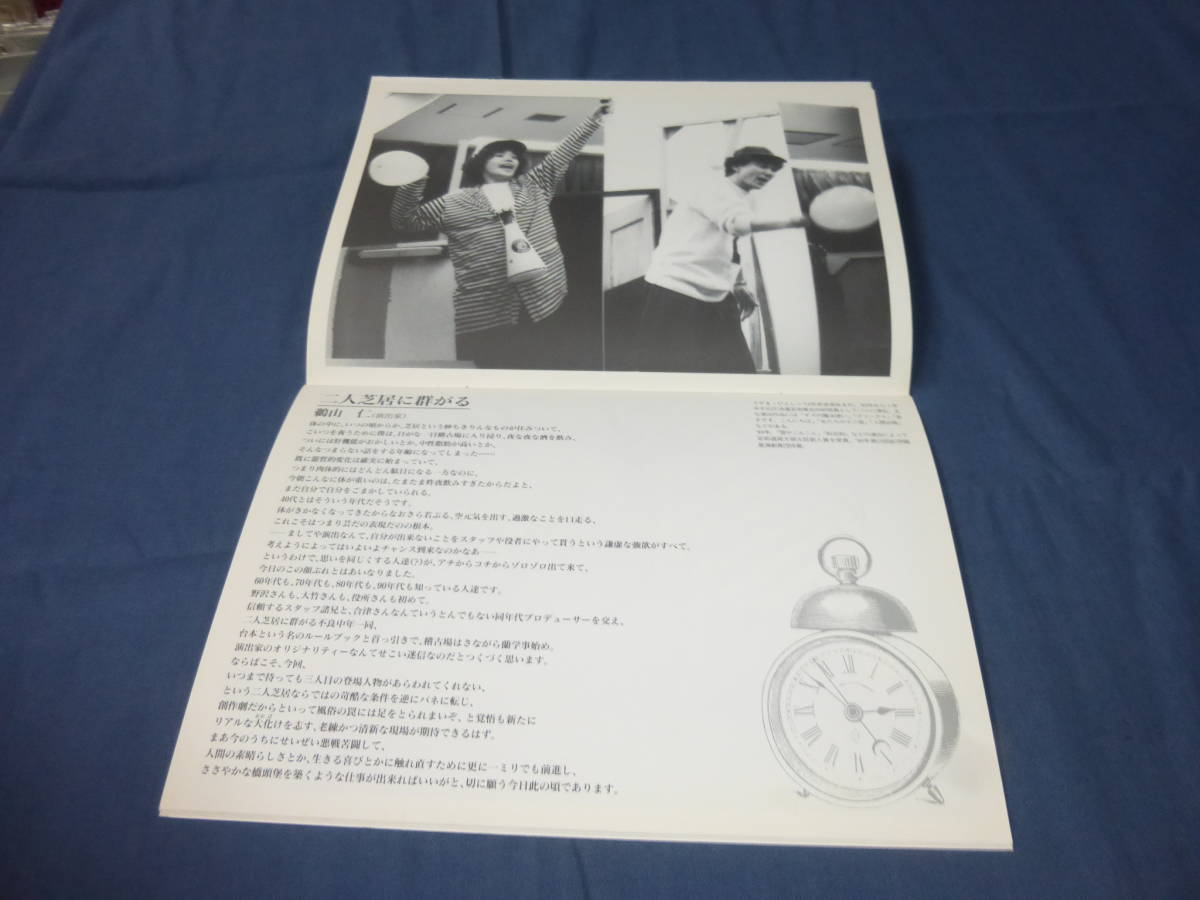 二人芝居に群がる
鵜山 仁(演出家)
体の中に、いつの頃からか、芝居という酔ちきりんなものが住みついて、
こいつを養うために僕は、日がな一日稽古場に入り浸り、夜な夜な酒を飲み、
ついには肝機能がおかしいとか、中性脂肪が高いとか、
そんなつまらない話をする年齢になってしまった……
既に器質的変化は確実に始まっていて、
つまり肉体的にはどんどん駄目になる一方なのに、
今朝こんなに体が重いのは、たまたま昨夜飲みすぎたからだよと、
まだ自分で自分をごまかしていられる。
40代とはそういう年代だそうです。
体がきかなくなってきたからなおさら若ぶる、空元気を出す、過激なことを口走る、
これこそはつまり芸だの表現だのの根本。
……ましてや演出なんて、自分が出来ないことをスタッフや役者にやって貰うという謙虚な強欲がすべて。
考えようによってはいよいよチャンス到来なのかなあ……
というわけで、思いを同じくする人達(?)が、アチからコチからゾロゾロ出て来て、
今日のこの顔ぶれとはあいなりました。
60年代も、70年代も、80年代も、90年代も知っている人達です。
野沢さんも、大竹さんも、役所さんも初めて。
信頼するスタッフ諸兄と、合津さんなんていうとんでもない同年代プロデューサーを交え、
二人芝居に群がる不良中年一同、
台本という名のルールブックと首っ引きで、稽古場はさながら蘭学事始め。
演出家のオリジナリティーなんてせこい迷信なのだとつくづく思います。
ならばこそ、今回、
いつまで待っても三人目の登場人物があらわれてくれない、
という二人芝居ならではの苛酷な条件を逆にバネに転じ、
創作劇だからといって風俗の罠には足をとられまいぞ、と覚悟も新たに
リアルな大化けを志す、老練かつ清新な現場が期待できるはず。
まあ今のうちにせいぜい悪戦苦闘して、
人間の素晴らしさとか、生きる喜びとかに触れ直すために更に一ミリでも前進し、
ささやかな橋頭堡を築くような仕事が出来ればいいがと、切に願う今日此の頃であります。